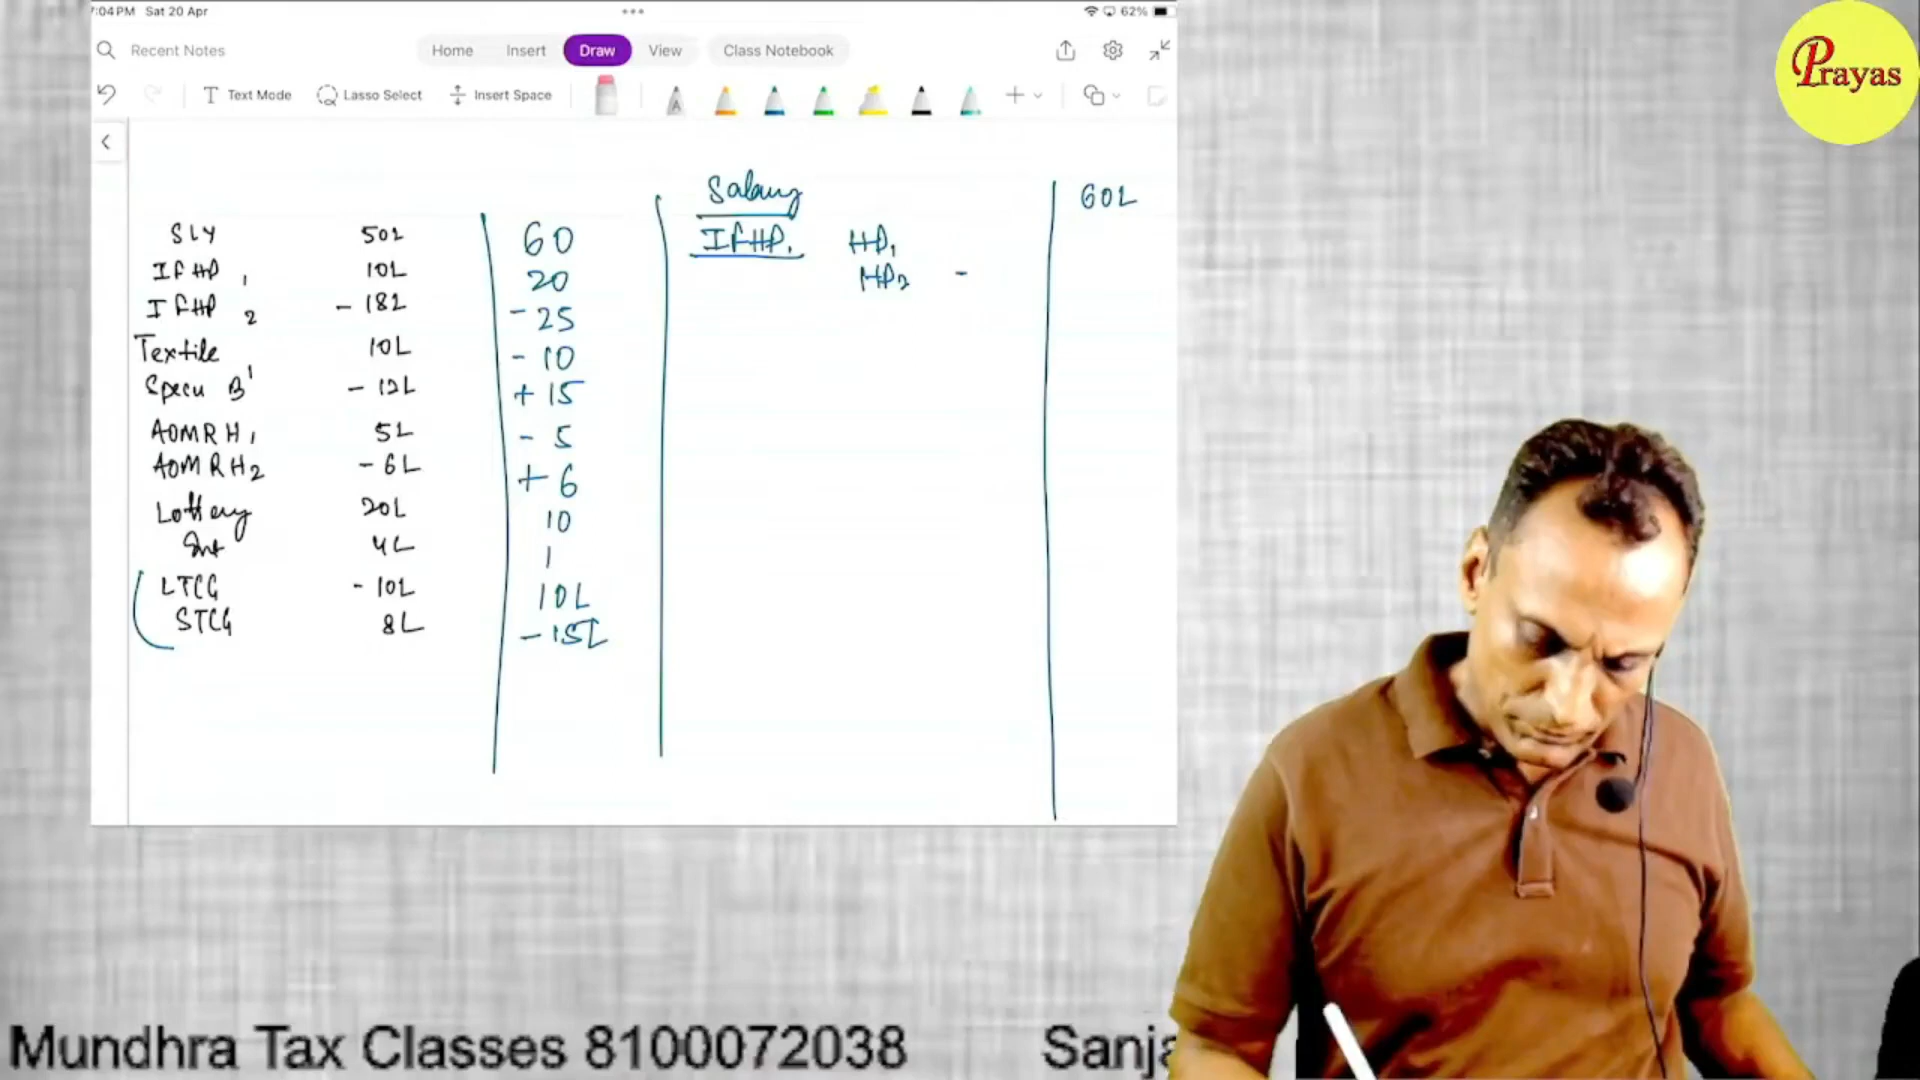 7:04PM Sat 20 Apr
62%
Recent Notes
Home Insert Draw View Class Notebook
Text Mode Lasso Select Insert Space
Prayas
SLY 50L 60
IFHP 1 10L 20
IFHP 2 - 18L - 25
Textile 10L - 10
Specu B' - 12L + 15
AOMRH1 5L - 5
AOMRH2 - 6L + 6
Lottery 20L 10
Int 4L 1
LTCG - 10L 10L
STCG 8L - 15L
Salary 60L
IFHP. HP1
HP2 -
Mundhra Tax Classes 8100072038 Sanja